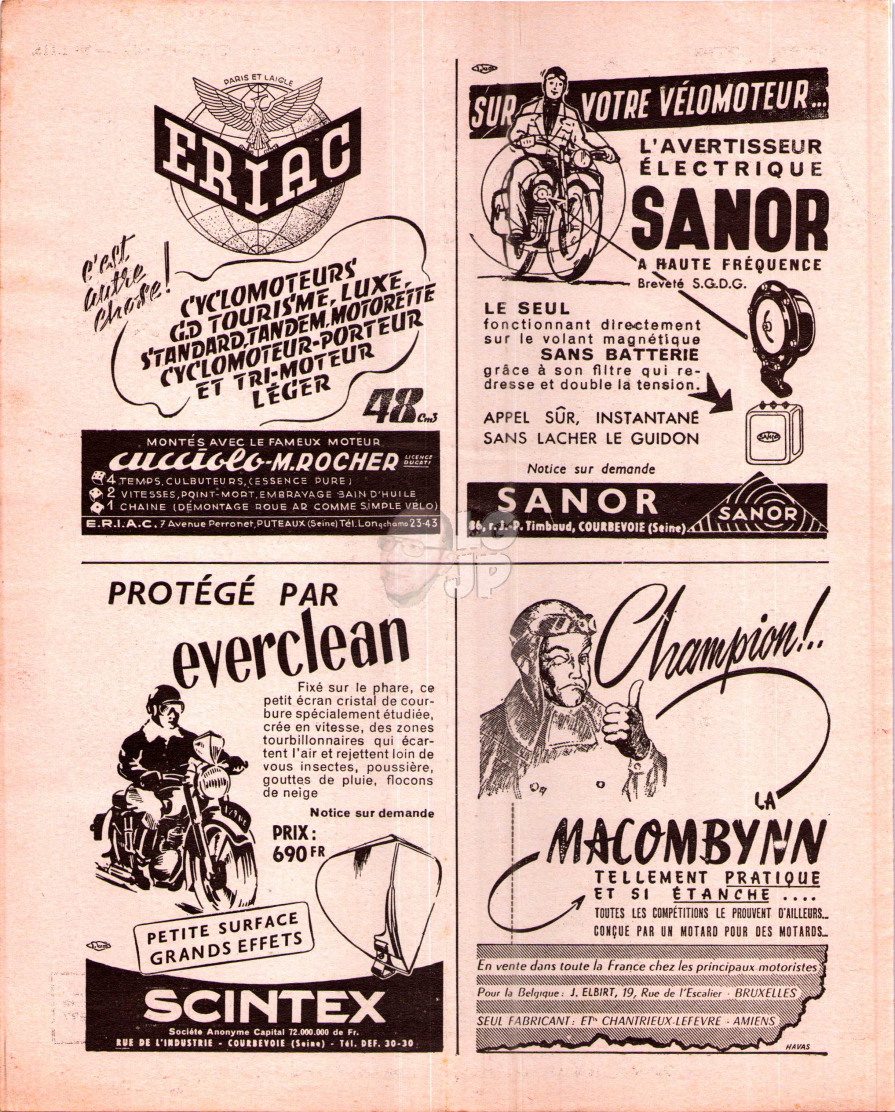 PARIS ET LAIGLE
ERIAC
c'est
autre
chose!
CYCLOMOTEURS
GD TOURISME, LUXE,
STANDARD, TANDEM, MOTORETTE
CYCLOMOTEUR-PORTEUR
ET TRI-MOTEUR
LÉGER
48 Cm3
MONTÉS AVEC LE FAMEUX MOTEUR
cucciolo-M.ROCHER LICENCE DUCATI
4 TEMPS, CULBUTEURS, (ESSENCE PURE)
2 VITESSES, POINT-MORT, EMBRAYAGE BAIN D'HUILE
1 CHAINE (DÉMONTAGE ROUE AR COMME SIMPLE VÉLO)
E.R.I.A.C. 7 Avenue Perronet, PUTEAUX (Seine) Tél. Longchamp 23-43
SUR VOTRE VÉLOMOTEUR...
L'AVERTISSEUR
ÉLECTRIQUE
SANOR
A HAUTE FRÉQUENCE
Breveté S.G.D.G.
LE SEUL
fonctionnant directement
sur le volant magnétique
SANS BATTERIE
grâce à son filtre qui re-
dresse et double la tension.
SANOR
APPEL SÛR, INSTANTANÉ
SANS LACHER LE GUIDON
Notice sur demande
SANOR
86, r. J.-P. Timbaud, COURBEVOIE (Seine)
SANOR
PROTÉGÉ PAR
everclean
Fixé sur le phare, ce
petit écran cristal de cour-
bure spécialement étudiée,
crée en vitesse, des zones
tourbillonnaires qui écar-
tent l'air et rejettent loin de
vous insectes, poussière,
gouttes de pluie, flocons
de neige
Notice sur demande
PRIX:
690 FR
PETITE SURFACE
GRANDS EFFETS
SCINTEX
Société Anonyme Capital 72.000.000 de Fr.
RUE DE L'INDUSTRIE - COURBEVOIE (Seine) - Tél. DEF. 30-30
Champion!..
LA
MACOMBYNN
TELLEMENT PRATIQUE
ET SI ÉTANCHE ....
TOUTES LES COMPÉTITIONS LE PROUVENT D'AILLEURS...
CONÇUE PAR UN MOTARD POUR DES MOTARDS...
En vente dans toute la France chez les principaux motoristes
Pour la Belgique: J. ELBIRT, 19, Rue de l'Escalier - BRUXELLES
SEUL FABRICANT: Ets CHANTRIEUX-LEFEVRE - AMIENS
HAVAS
JP